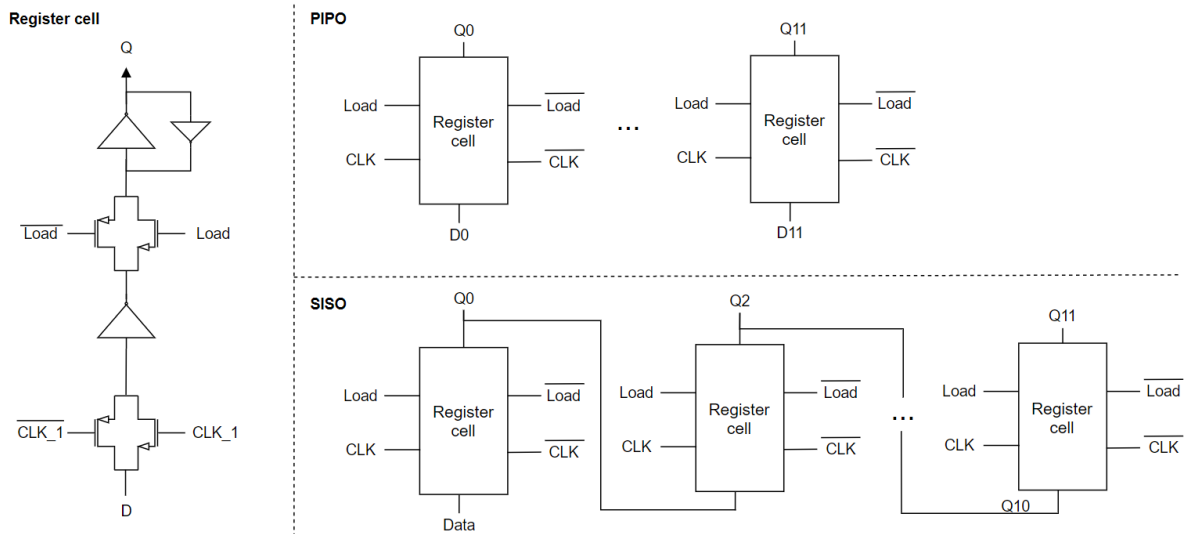 Register cell
Q
Load
Load
CLK_1
CLK_1
D
PIPO
Q0
Load
Load
Register
cell
CLK
CLK
D0
...
Q11
Load
Load
Register
cell
CLK
CLK
D11
SISO
Q0
Load
Load
Register
cell
CLK
CLK
Data
Q2
Load
Load
Register
cell
CLK
CLK
...
Q11
Load
Load
Register
cell
CLK
CLK
Q10